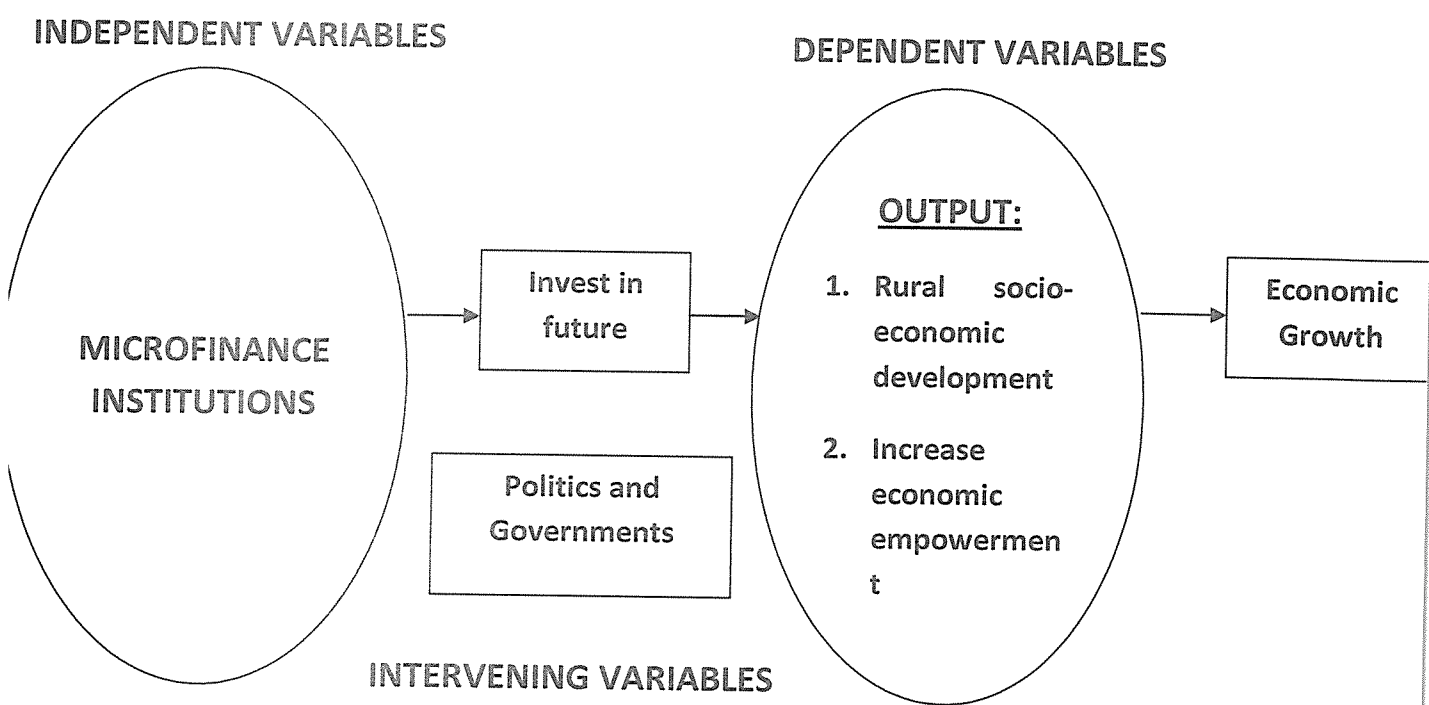 INDEPENDENT VARIABLES
DEPENDENT VARIABLES
MICROFINANCE
INSTITUTIONS
Invest in
future
Politics and
Governments
INTERVENING VARIABLES
OUTPUT:
1. Rural socio-
economic
development
2. Increase
economic
empowermen
t
Economic
Growth